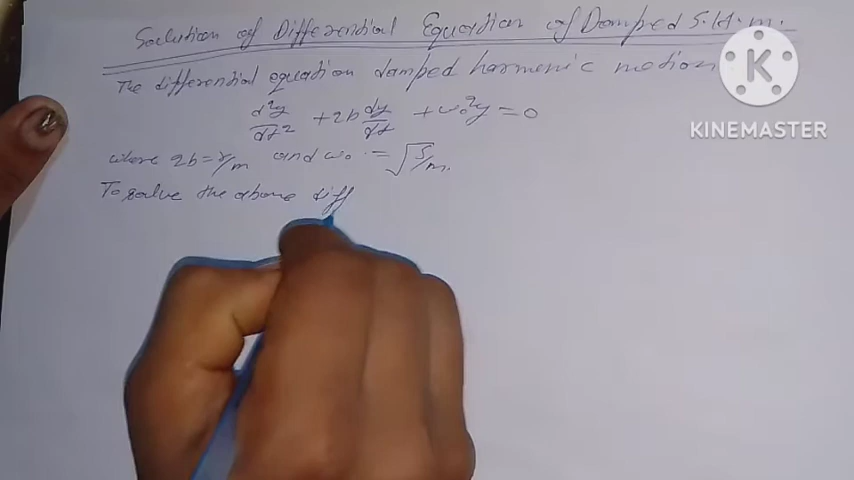 Solution of Differential Equation of Damped S.H.M.
The differential equation damped harmonic motion
d²y/dt² + 2b dy/dt + ω₀²y = 0
where 2b = r/m and ω₀ = √s/m.
To solve the above diff
K
KINEMASTER